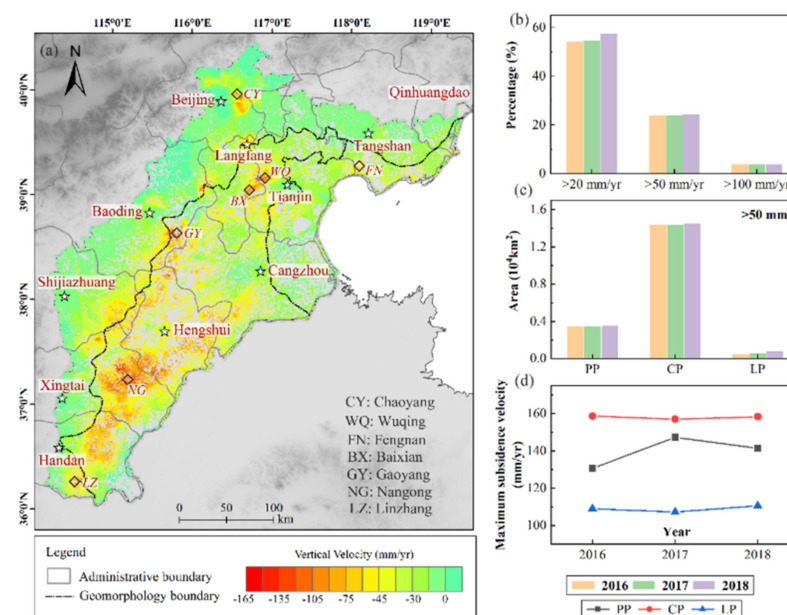 115°0'E 116°0'E 117°0'E 118°0'E 119°0'E
(a)
N
40°0'N
39°0'N
38°0'N
37°0'N
36°0'N
Beijing
CY
Qinhuangdao
Langfang
Tangshan
WQ
FN
BX
Tianjin
Baoding
GY
Cangzhou
Shijiazhuang
Hengshui
Xingtai
NG
Handan
LZ
CY: Chaoyang
WQ: Wuqing
FN: Fengnan
BX: Baixian
GY: Gaoyang
NG: Nangong
LZ: Linzhang
0 50 100
km
Legend
Administrative boundary
Geomorphology boundary
Vertical Velocity (mm/yr)
-165 -135 -105 -75 -45 -30 0
(b)
Percentage (%)
60
40
20
0
>20 mm/yr >50 mm/yr >100 mm/yr
(c)
>50 mm
Area (10⁴km²)
1.6
1.2
0.8
0.4
0.0
PP CP LP
(d)
Maximum subsidence velocity
(mm/yr)
160
140
120
100
Year
2016 2017 2018
2016 2017 2018
PP CP LP